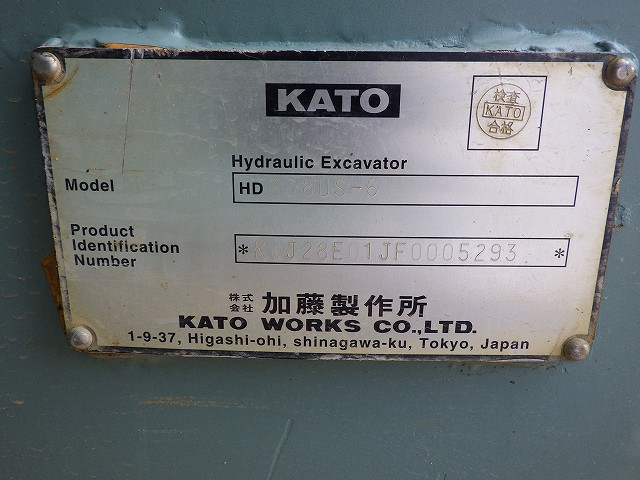 KATO
検査
KATO
合格
Hydraulic Excavator
Model HD
Product
Identification
Number
株式会社 加藤製作所
KATO WORKS CO.,LTD.
1-9-37, Higashi-ohi, shinagawa-ku, Tokyo, Japan